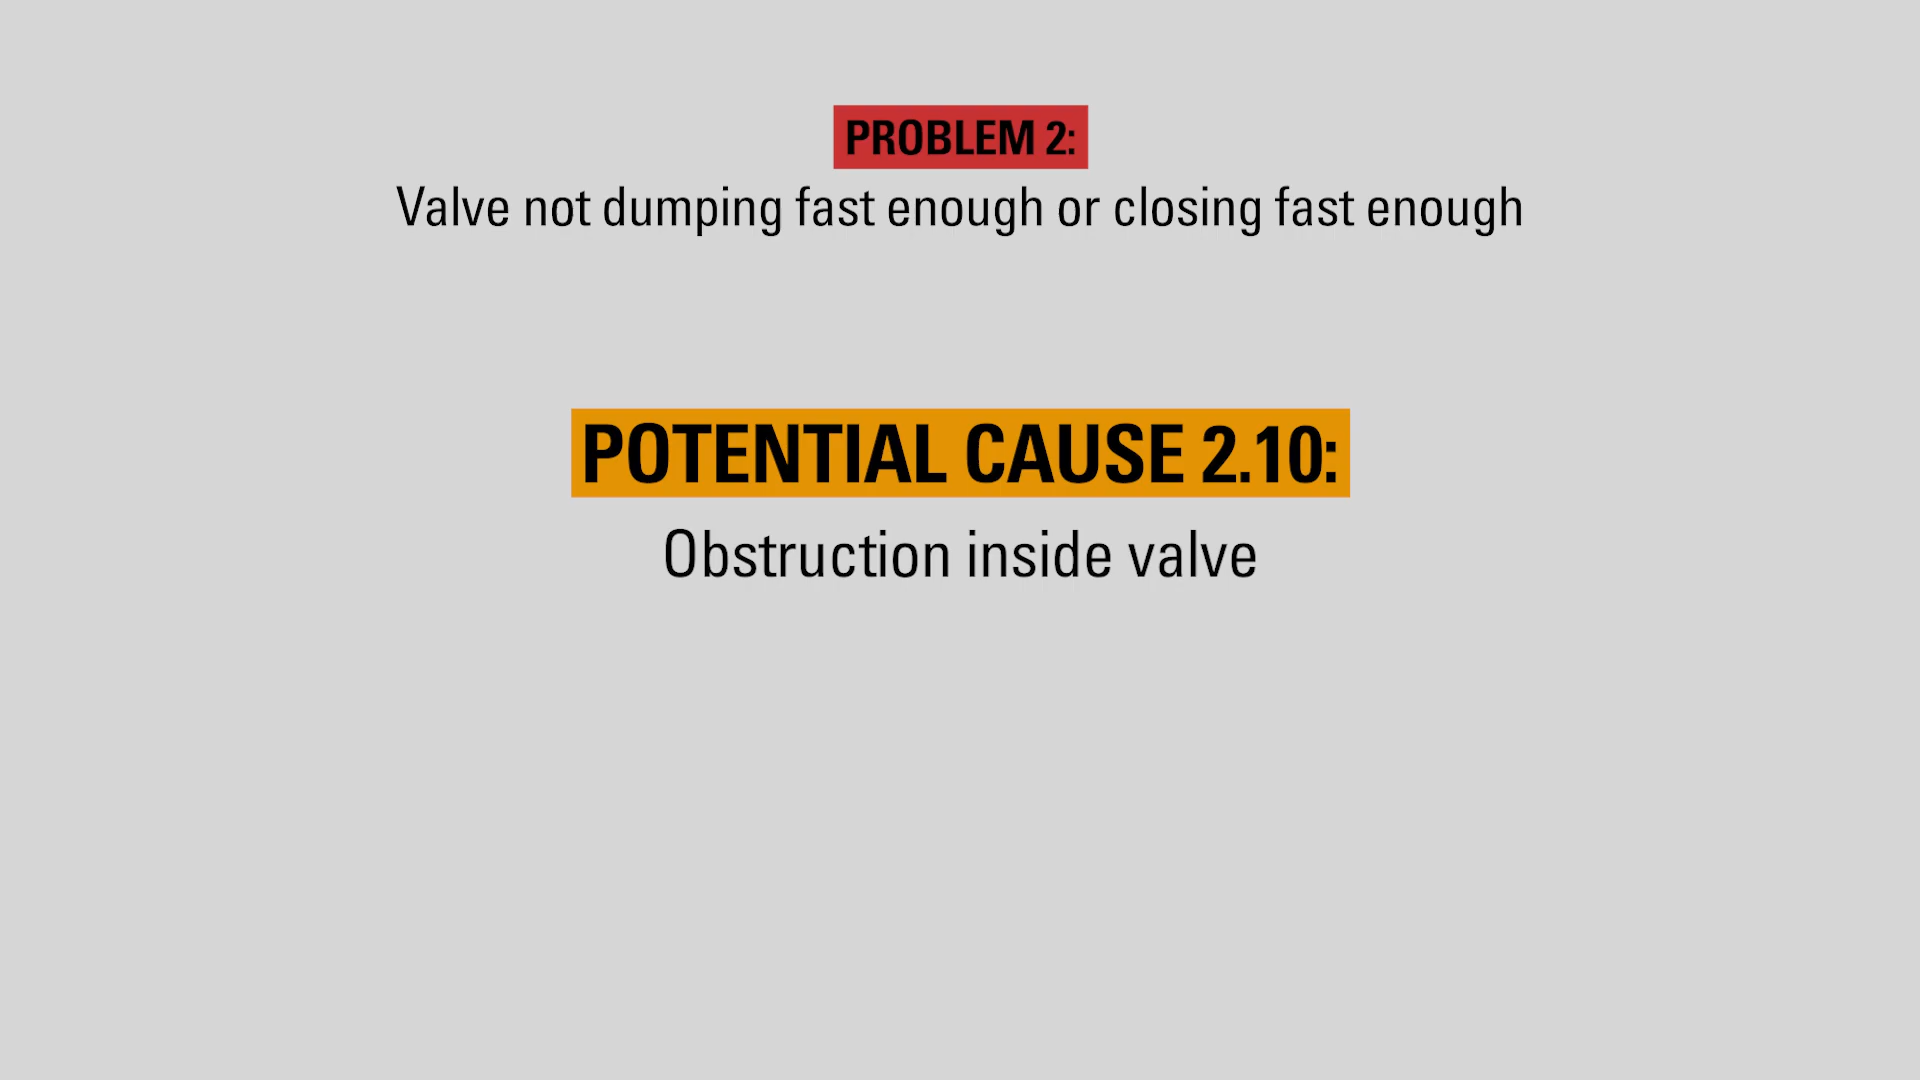 PROBLEM 2:
Valve not dumping fast enough or closing fast enough
POTENTIAL CAUSE 2.10:
Obstruction inside valve